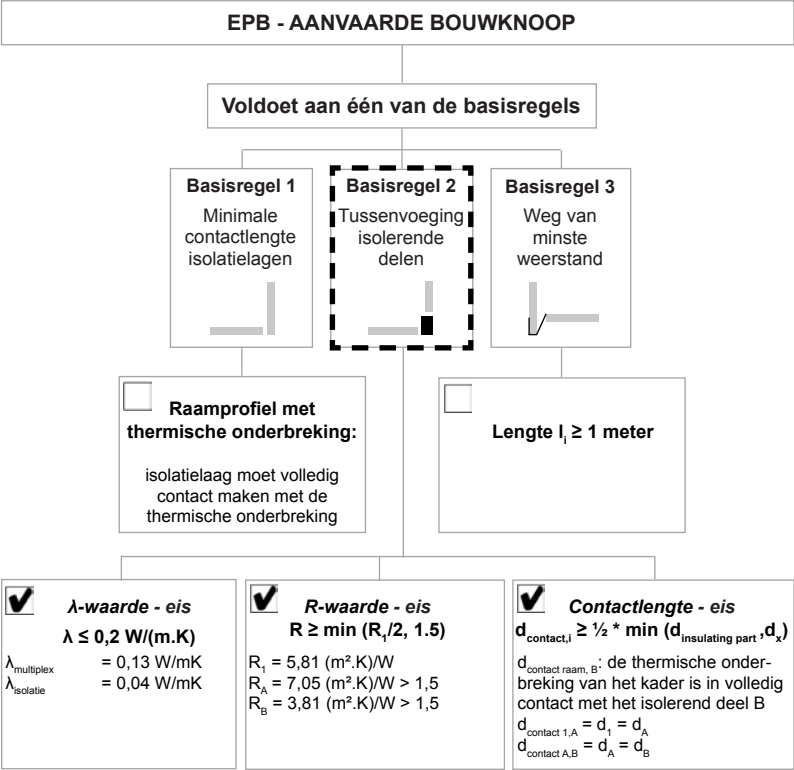 EPB - AANVAARDE BOUWKNOOP
Voldoet aan één van de basisregels
Basisregel 1
Minimale
contactlengte
isolatielagen
Basisregel 2
Tussenvoeging
isolerende
delen
Basisregel 3
Weg van
minste
weerstand
Raamprofiel met
thermische onderbreking:
isolatielaag moet volledig
contact maken met de
thermische onderbreking
Lengte lᵢ ≥ 1 meter
λ-waarde - eis
λ ≤ 0,2 W/(m.K)
λmultiplex = 0,13 W/mK
λisolatie = 0,04 W/mK
R-waarde - eis
R ≥ min (R₁/2, 1.5)
R₁ = 5,81 (m².K)/W
RA = 7,05 (m².K)/W > 1,5
RB = 3,81 (m².K)/W > 1,5
Contactlengte - eis
dcontact,i ≥ ½ * min (dinsulating part ,dx)
dcontact raam, B: de thermische onder-
breking van het kader is in volledig
contact met het isolerend deel B
dcontact 1,A = d₁ = dA
dcontact A,B = dA = dB